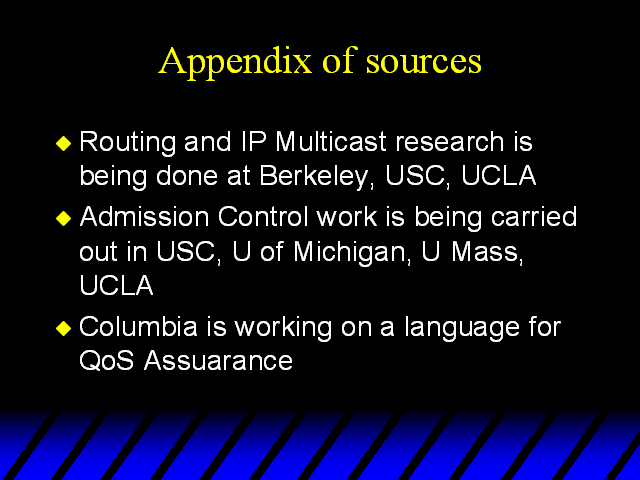 Appendix of sources
Routing and IP Multicast research is
being done at Berkeley, USC, UCLA
Admission Control work is being carried
out in USC, U of Michigan, U Mass,
UCLA
Columbia is working on a language for
QoS Assuarance